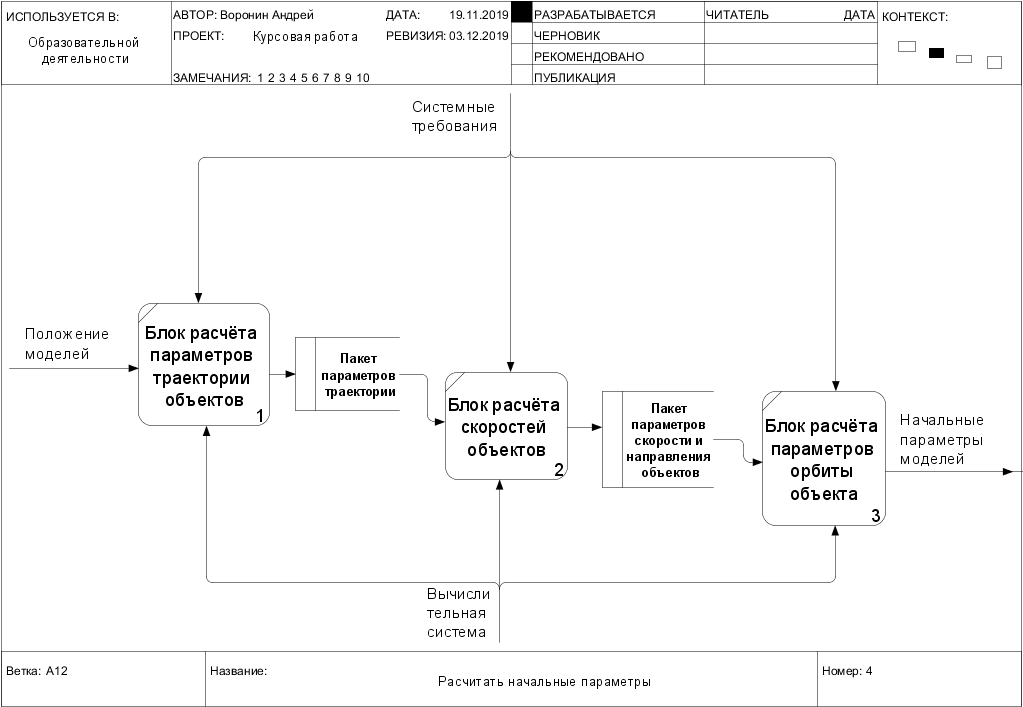 ИСПОЛЬЗУЕТСЯ В:
Образовательной
деятельности
АВТОР: Воронин Андрей
ДАТА: 19.11.2019
ПРОЕКТ: Курсовая работа
РЕВИЗИЯ: 03.12.2019
ЗАМЕЧАНИЯ: 1 2 3 4 5 6 7 8 9 10
РАЗРАБАТЫВАЕТСЯ
ЧЕРНОВИК
РЕКОМЕНДОВАНО
ПУБЛИКАЦИЯ
ЧИТАТЕЛЬ
ДАТА
КОНТЕКСТ:
Системные
требования
Положение
моделей
Блок расчёта
параметров
траектории
объектов
1
Пакет
параметров
траектории
Блок расчёта
скоростей
объектов
2
Пакет
параметров
скорости и
направления
объектов
Блок расчёта
параметров
орбиты
объекта
3
Начальные
параметры
моделей
Вычисли
тельная
система
Ветка: A12
Название:
Расчитать начальные параметры
Номер: 4